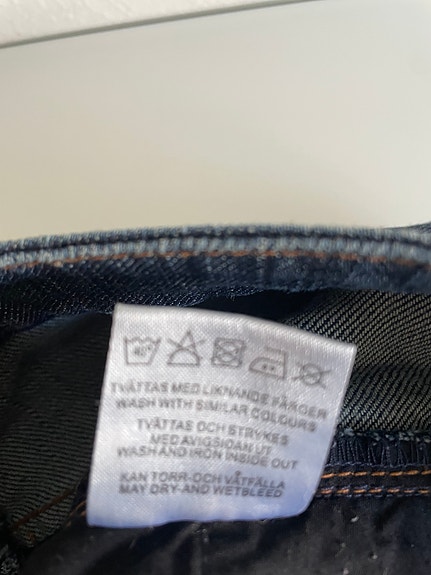 40
TVÄTTAS MED LIKNANDE FÄRGER
WASH WITH SIMILAR COLOURS
TVÄTTAS OCH STRYKES
MED AVIGSIDAN UT
WASH AND IRON INSIDE OUT
KAN TORR-OCH VÅTFÄLLA
MAY DRY-AND WETBLEED